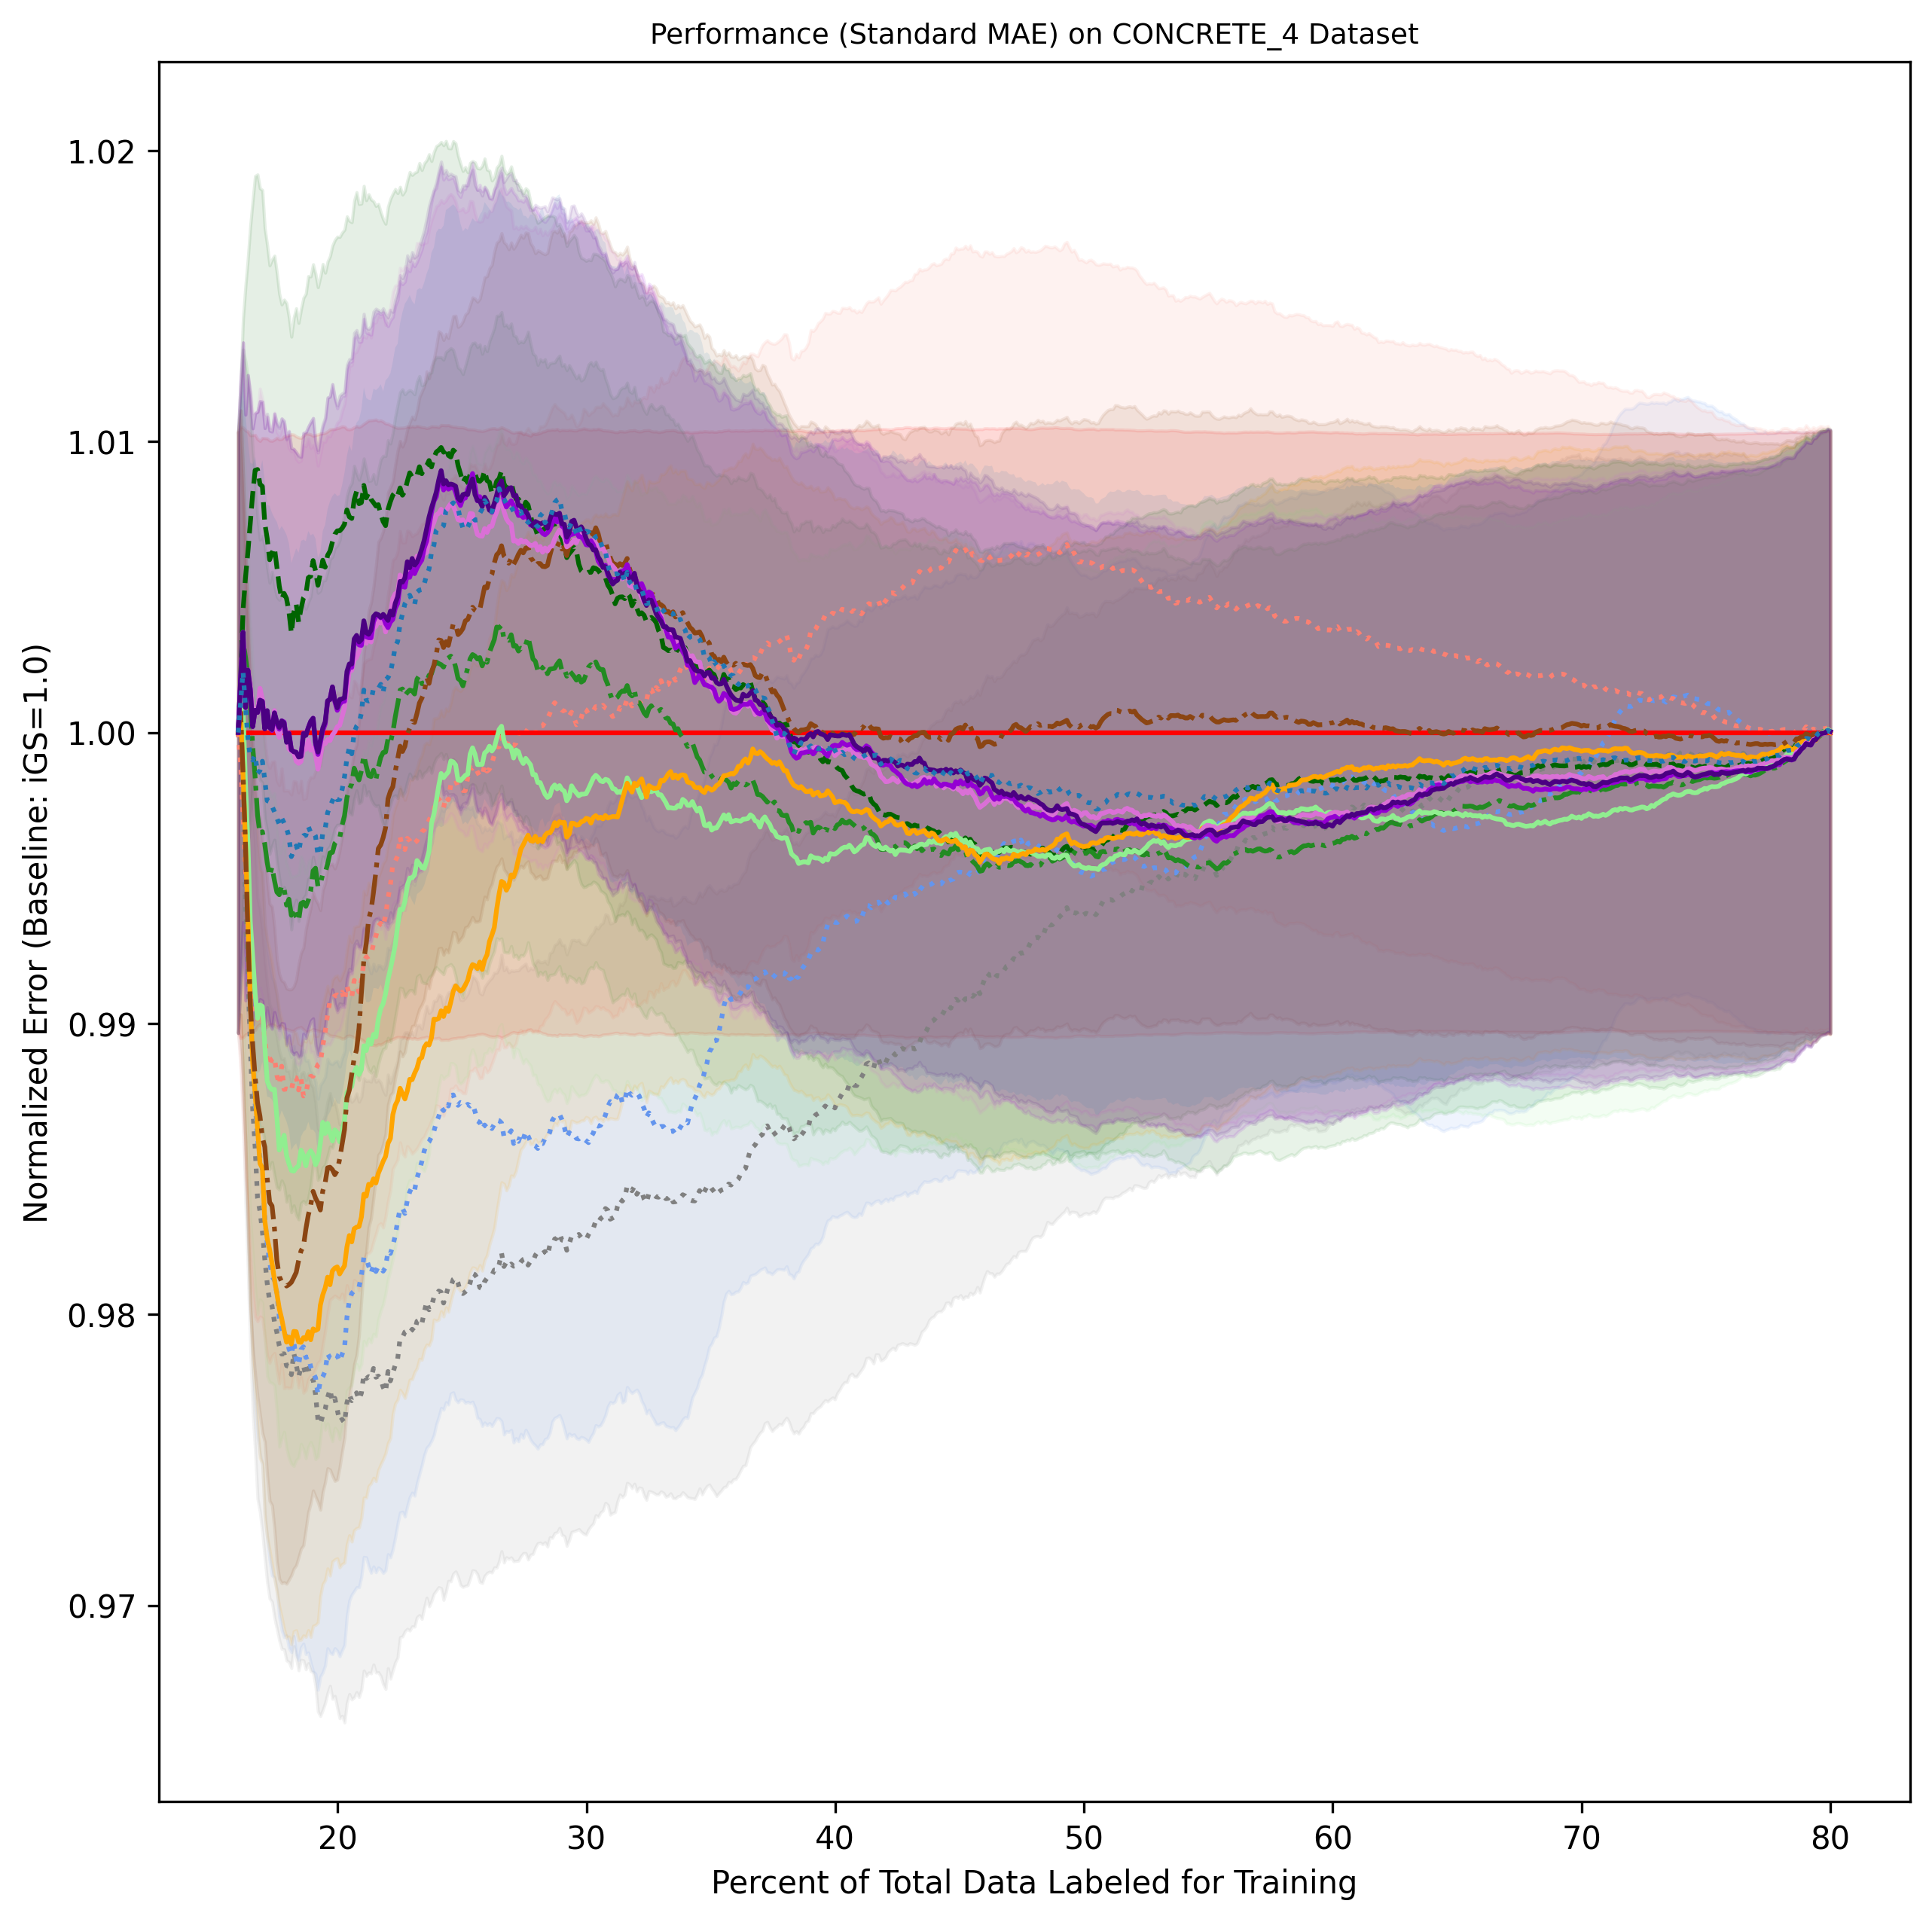 Performance (Standard MAE) on CONCRETE_4 Dataset
Normalized Error (Baseline: iGS=1.0)
1.02
1.01
1.00
0.99
0.98
0.97
20 30 40 50 60 70 80
Percent of Total Data Labeled for Training